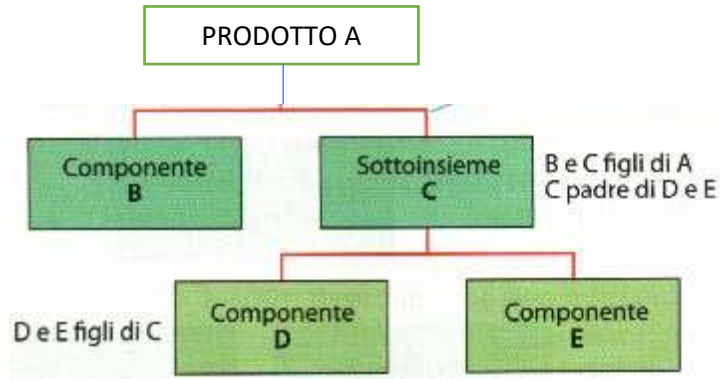 PRODOTTO A
Componente
B
Sottoinsieme
C
B e C figli di A
C padre di D e E
D e E figli di C
Componente
D
Componente
E